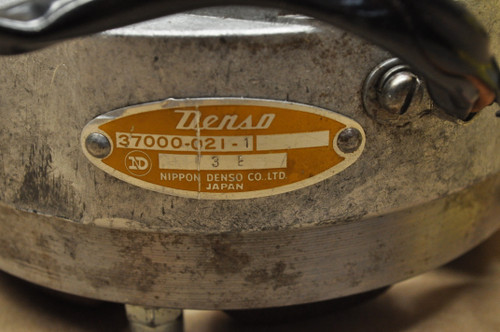 Denso
37000-021-1
ND
3
NIPPON DENSO CO. LTD.
JAPAN